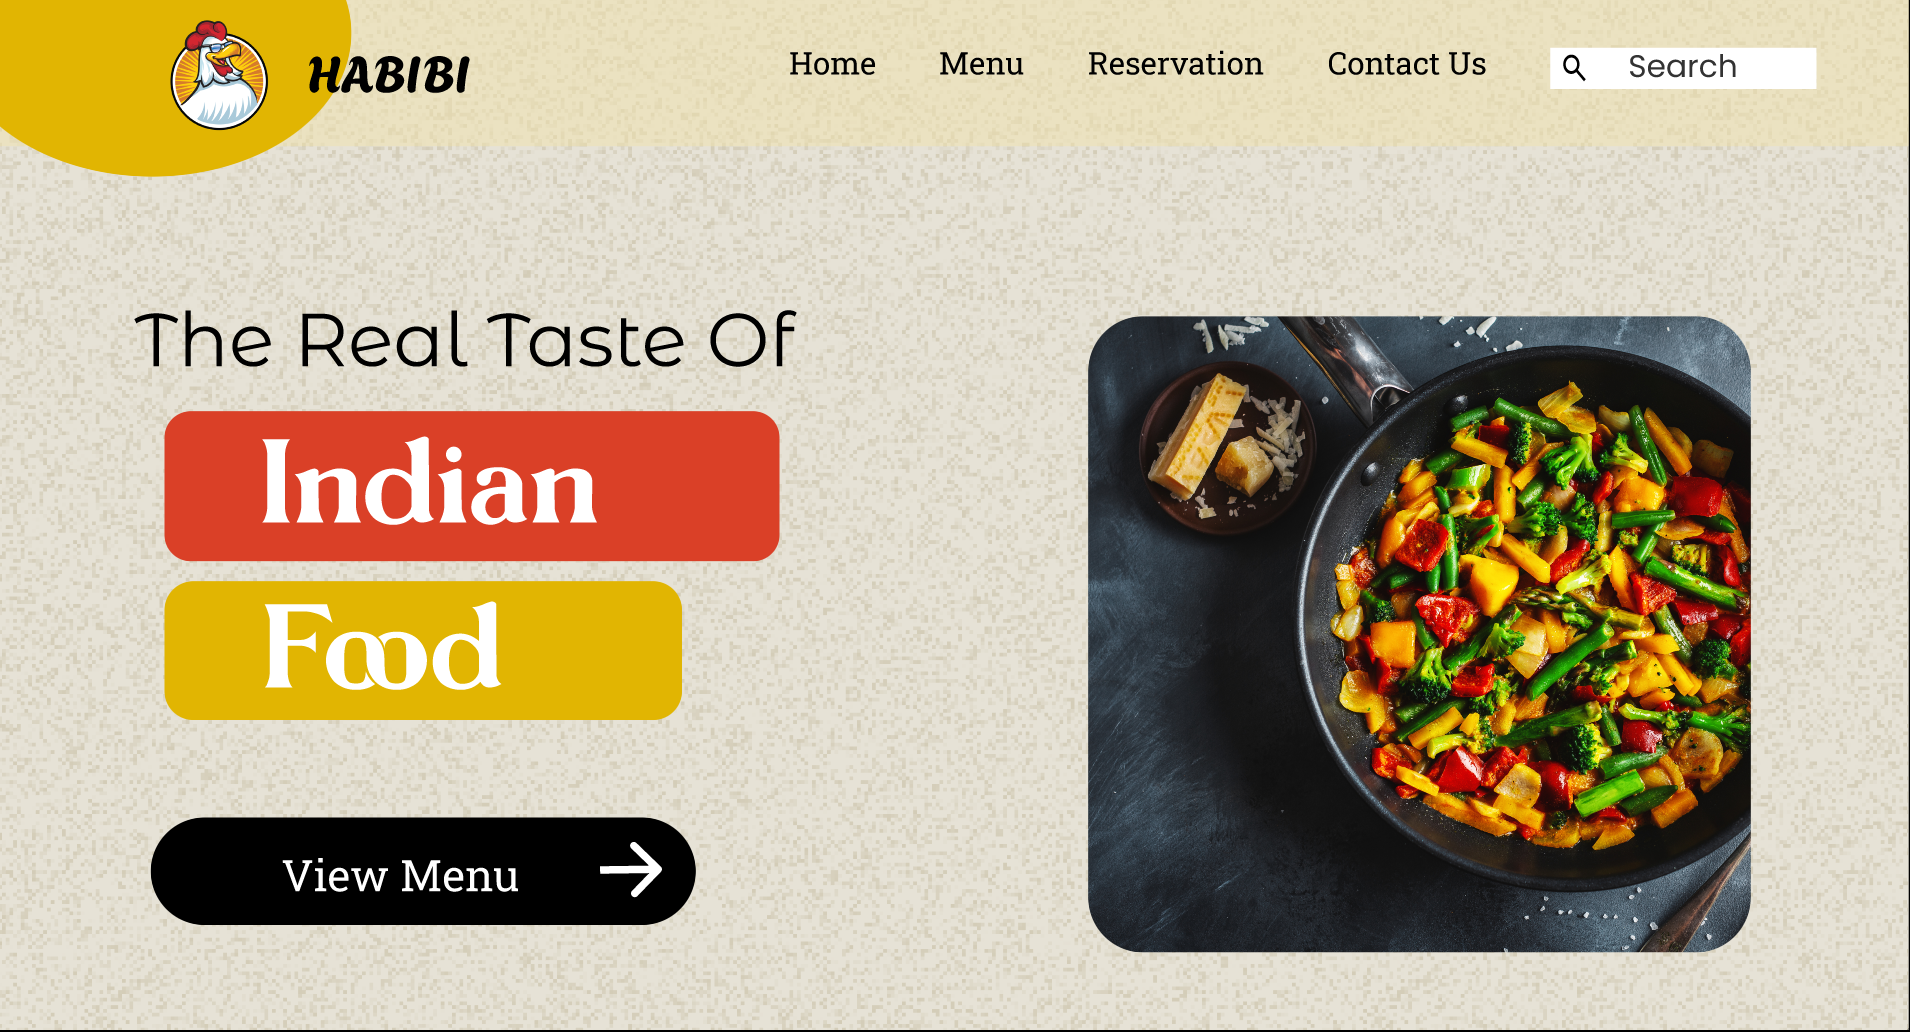 HABIBI
Home
Menu
Reservation
Contact Us
Search
The Real Taste Of
Indian
Food
View Menu